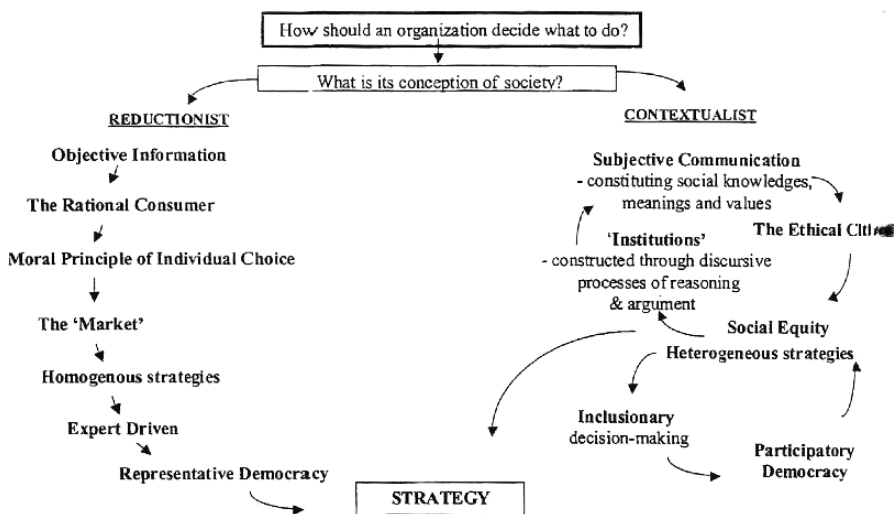 How should an organization decide what to do?
What is its conception of society?
REDUCTIONIST
Objective Information
The Rational Consumer
Moral Principle of Individual Choice
The ‘Market’
Homogenous strategies
Expert Driven
Representative Democracy
CONTEXTUALIST
Subjective Communication
- constituting social knowledges,
meanings and values
The Ethical
‘Institutions’
- constructed through discursive
processes of reasoning
& argument
Social Equity
Heterogeneous strategies
Inclusionary
decision-making
Participatory
Democracy
STRATEGY